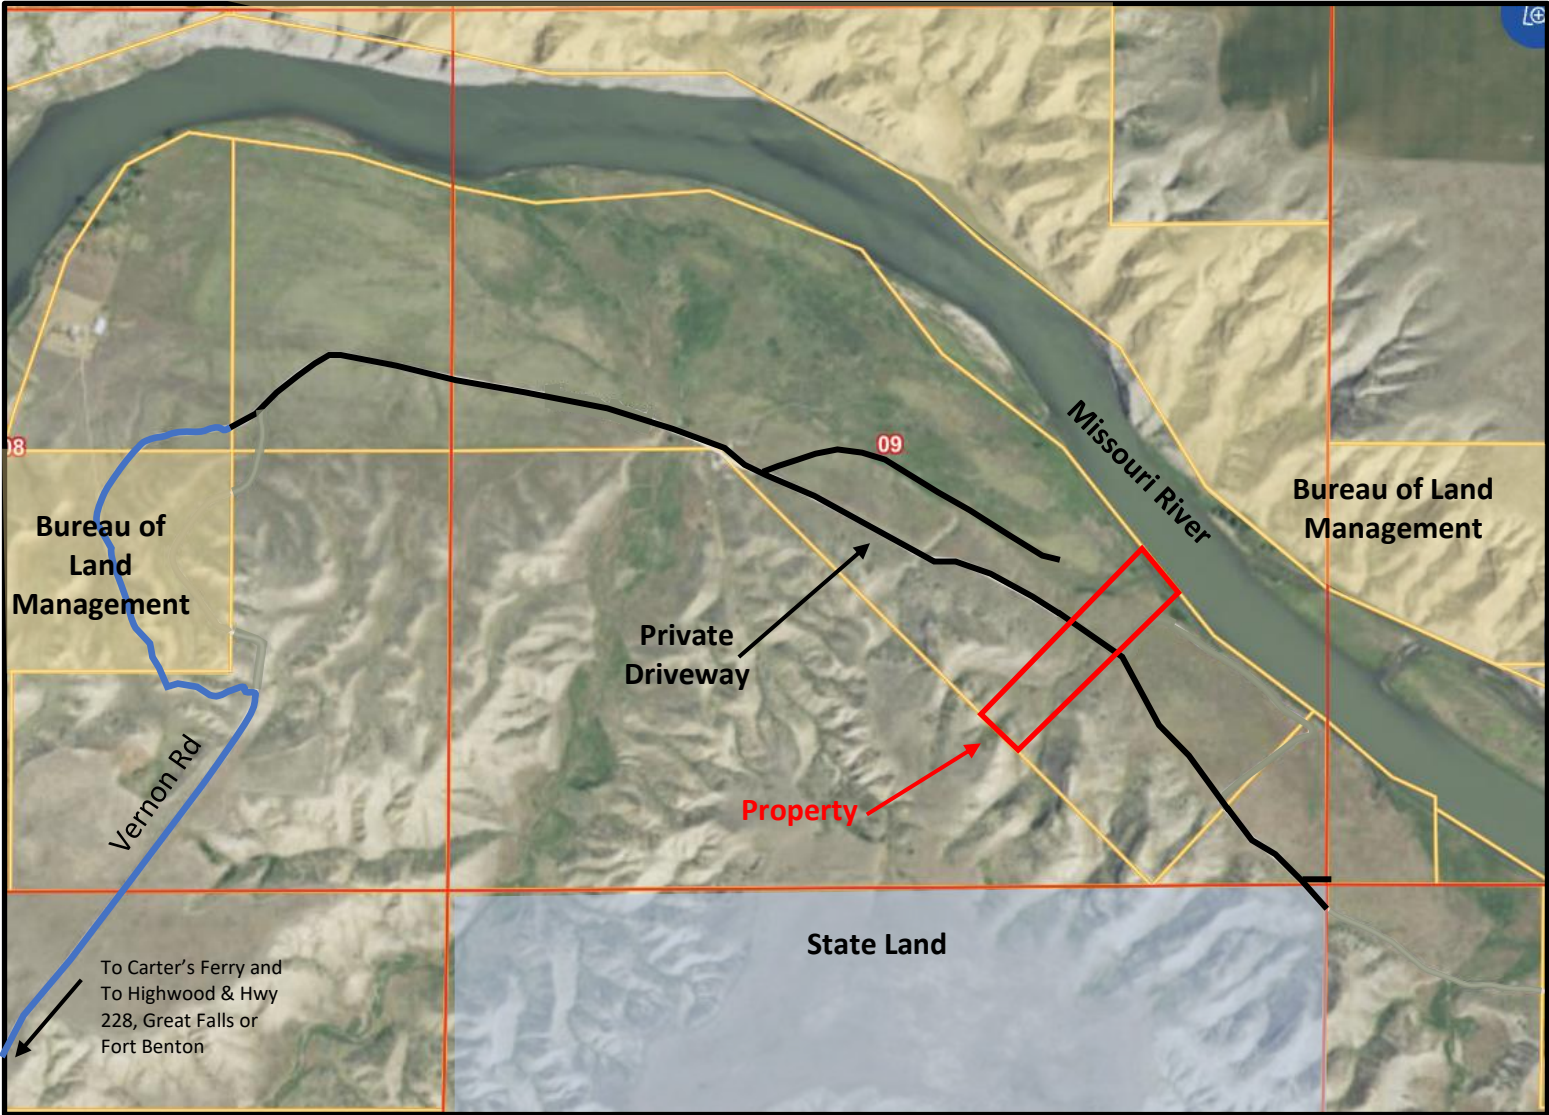 Missouri River
09
08
Bureau of
Land
Management
Bureau of Land
Management
Private
Driveway
Vernon Rd
Property
State Land
To Carter's Ferry and
To Highwood & Hwy
228, Great Falls or
Fort Benton